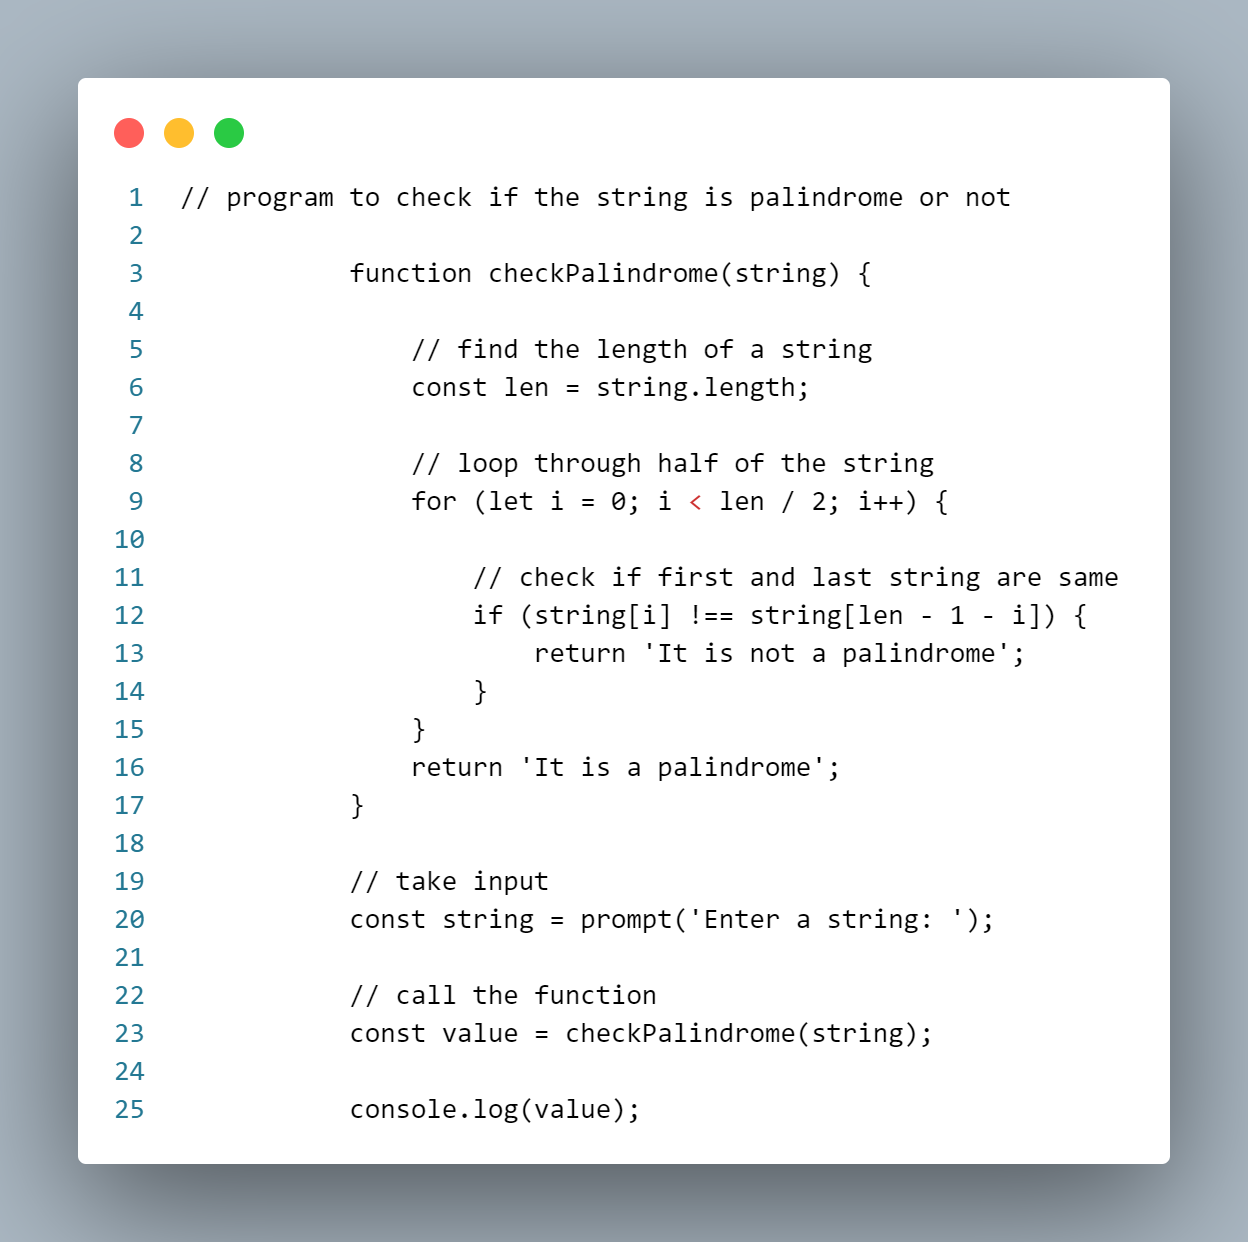 1 // program to check if the string is palindrome or not
2
3 function checkPalindrome(string) {
4
5 // find the length of a string
6 const len = string.length;
7
8 // loop through half of the string
9 for (let i = 0; i < len / 2; i++) {
10
11 // check if first and last string are same
12 if (string[i] !== string[len - 1 - i]) {
13 return 'It is not a palindrome';
14 }
15 }
16 return 'It is a palindrome';
17 }
18
19 // take input
20 const string = prompt('Enter a string: ');
21
22 // call the function
23 const value = checkPalindrome(string);
24
25 console.log(value);